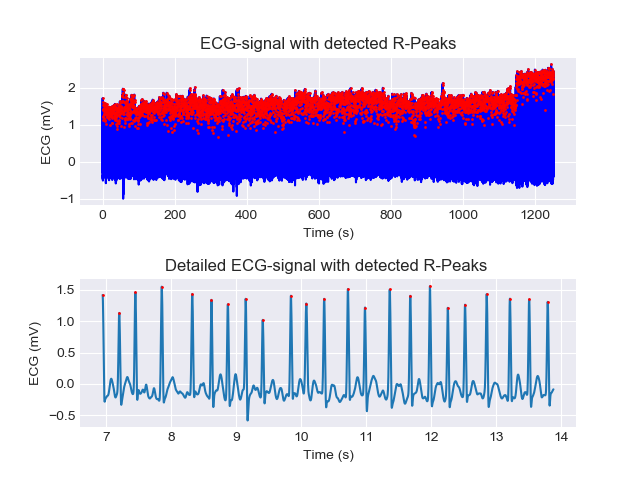 ECG-signal with detected R-Peaks
2
1
0
−1
ECG (mV)
0 200 400 600 800 1000 1200
Time (s)
Detailed ECG-signal with detected R-Peaks
1.5
1.0
0.5
0.0
−0.5
ECG (mV)
7 8 9 10 11 12 13 14
Time (s)